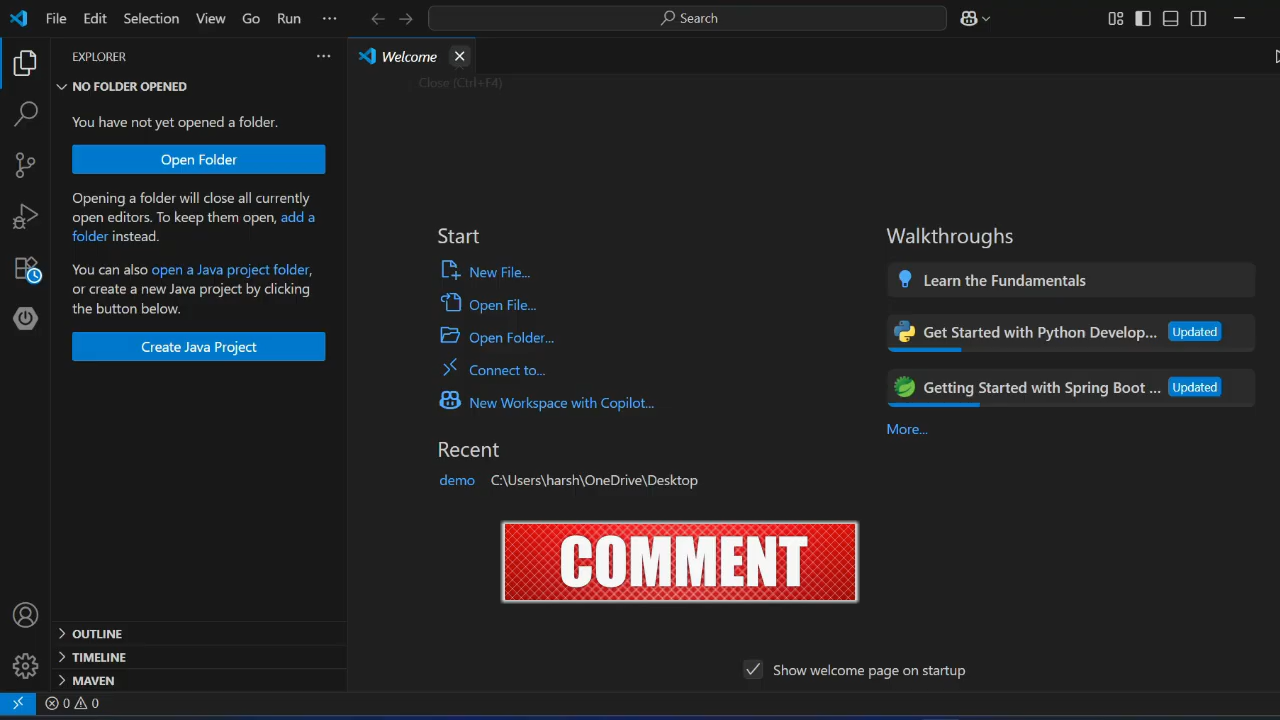 File Edit Selection View Go Run ···
Search
EXPLORER ···
Welcome
Close (Ctrl+F4)
NO FOLDER OPENED
You have not yet opened a folder.
Open Folder
Opening a folder will close all currently
open editors. To keep them open, add a
folder instead.
You can also open a Java project folder,
or create a new Java project by clicking
the button below.
Create Java Project
OUTLINE
TIMELINE
MAVEN
Start
New File...
Open File...
Open Folder...
Connect to...
New Workspace with Copilot...
Recent
demo C:\Users\harsh\OneDrive\Desktop
Walkthroughs
Learn the Fundamentals
Get Started with Python Develop... Updated
Getting Started with Spring Boot ... Updated
More...
COMMENT
Show welcome page on startup
0 0